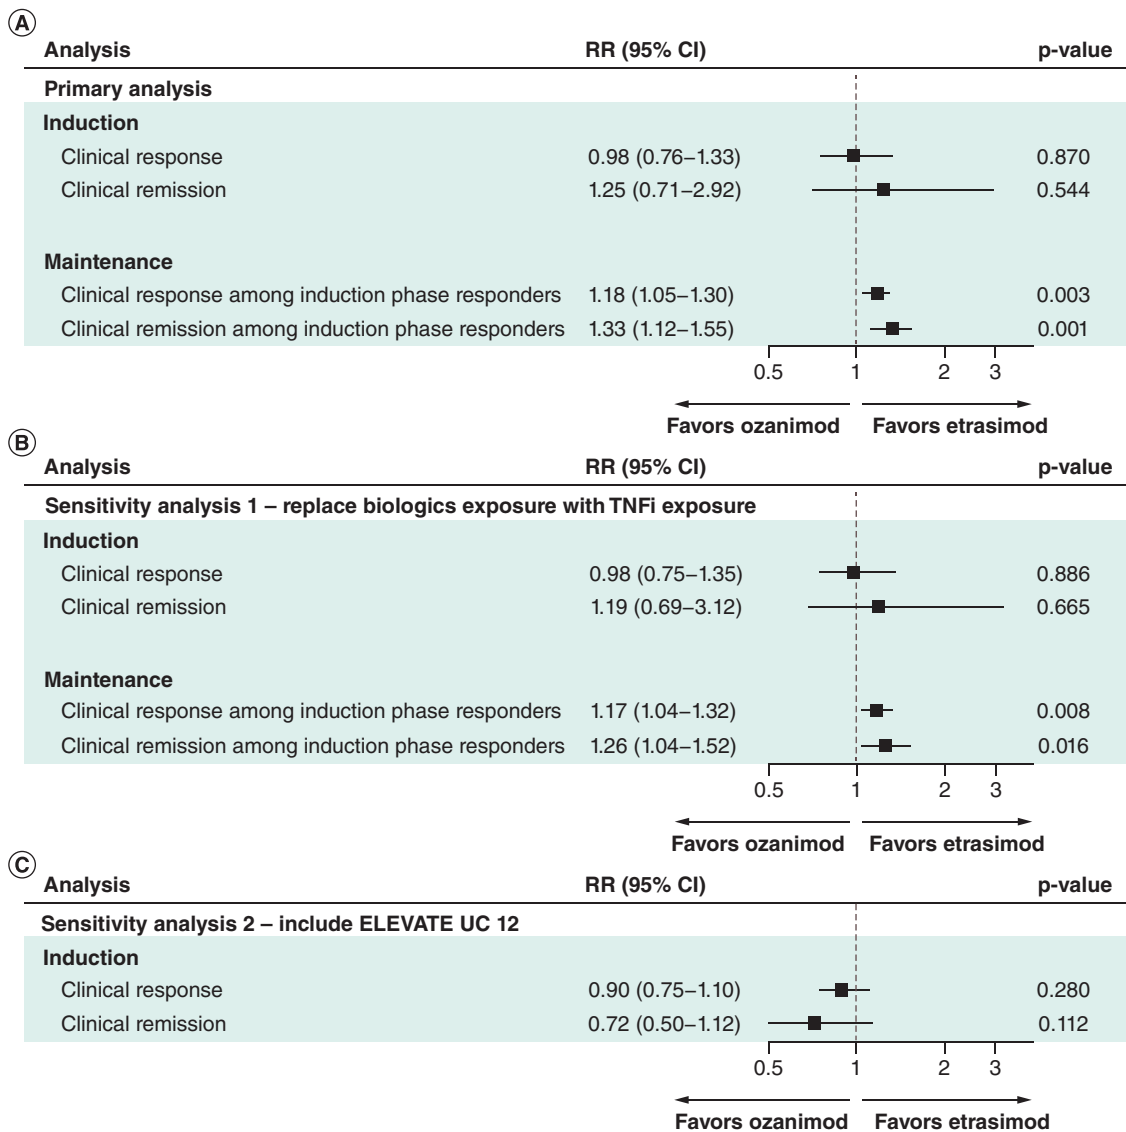 A
Analysis RR (95% CI) p-value
Primary analysis
Induction
Clinical response 0.98 (0.76–1.33) 0.870
Clinical remission 1.25 (0.71–2.92) 0.544
Maintenance
Clinical response among induction phase responders 1.18 (1.05–1.30) 0.003
Clinical remission among induction phase responders 1.33 (1.12–1.55) 0.001
0.5 1 2 3
Favors ozanimod Favors etrasimod
B
Analysis RR (95% CI) p-value
Sensitivity analysis 1 – replace biologics exposure with TNFi exposure
Induction
Clinical response 0.98 (0.75–1.35) 0.886
Clinical remission 1.19 (0.69–3.12) 0.665
Maintenance
Clinical response among induction phase responders 1.17 (1.04–1.32) 0.008
Clinical remission among induction phase responders 1.26 (1.04–1.52) 0.016
0.5 1 2 3
Favors ozanimod Favors etrasimod
C
Analysis RR (95% CI) p-value
Sensitivity analysis 2 – include ELEVATE UC 12
Induction
Clinical response 0.90 (0.75–1.10) 0.280
Clinical remission 0.72 (0.50–1.12) 0.112
0.5 1 2 3
Favors ozanimod Favors etrasimod